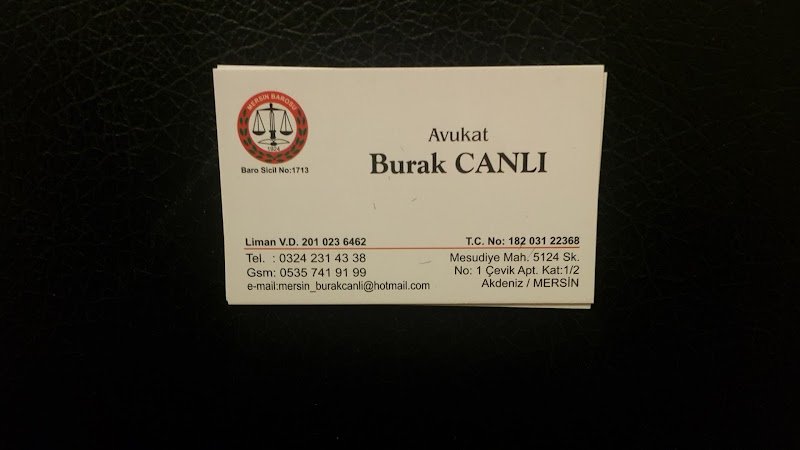 MERSİN BAROSU
1924
Baro Sicil No:1713
Avukat
Burak CANLI
Liman V.D. 201 023 6462
T.C. No: 182 031 22368
Tel. : 0324 231 43 38
Gsm: 0535 741 91 99
e-mail:mersin_burakcanli@hotmail.com
Mesudiye Mah. 5124 Sk.
No: 1 Çevik Apt. Kat:1/2
Akdeniz / MERSİN